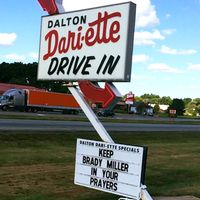 DALTON
Dari-ette
DRIVE IN
DALTON DARI-ETTE SPECIALS
KEEP
BRADY MILLER
IN YOUR
PRAYERS